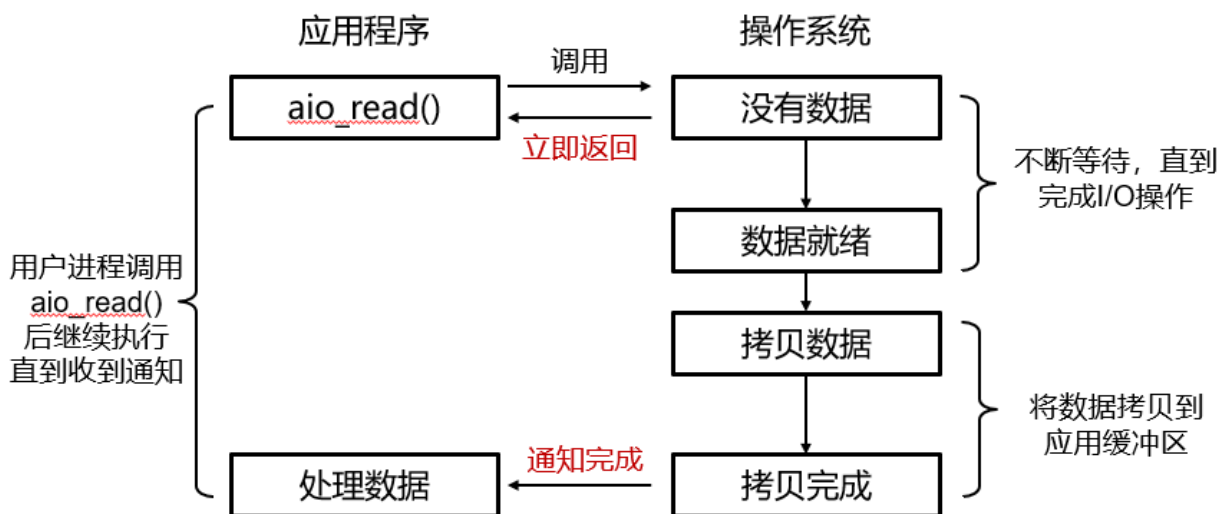 应用程序
操作系统
调用
aio_read()
没有数据
立即返回
不断等待，直到
完成I/O操作
数据就绪
用户进程调用
aio_read()
后继续执行
直到收到通知
拷贝数据
将数据拷贝到
应用缓冲区
通知完成
处理数据
拷贝完成